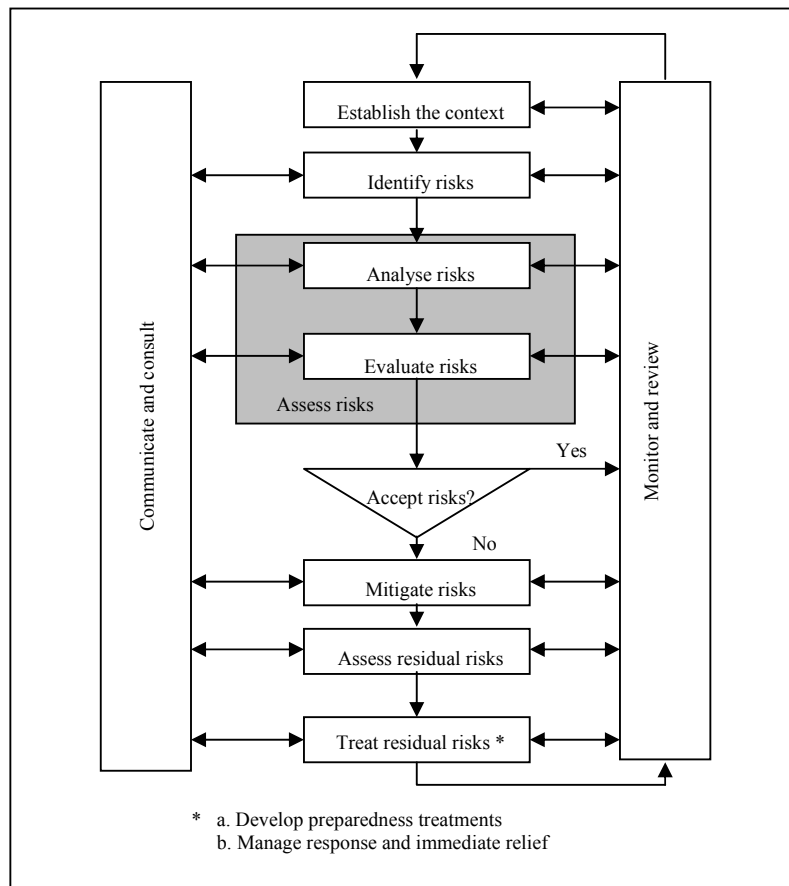 Establish the context
Identify risks
Analyse risks
Evaluate risks
Assess risks
Yes
Accept risks?
No
Mitigate risks
Assess residual risks
Treat residual risks *
Communicate and consult
Monitor and review
* a. Develop preparedness treatments
b. Manage response and immediate relief